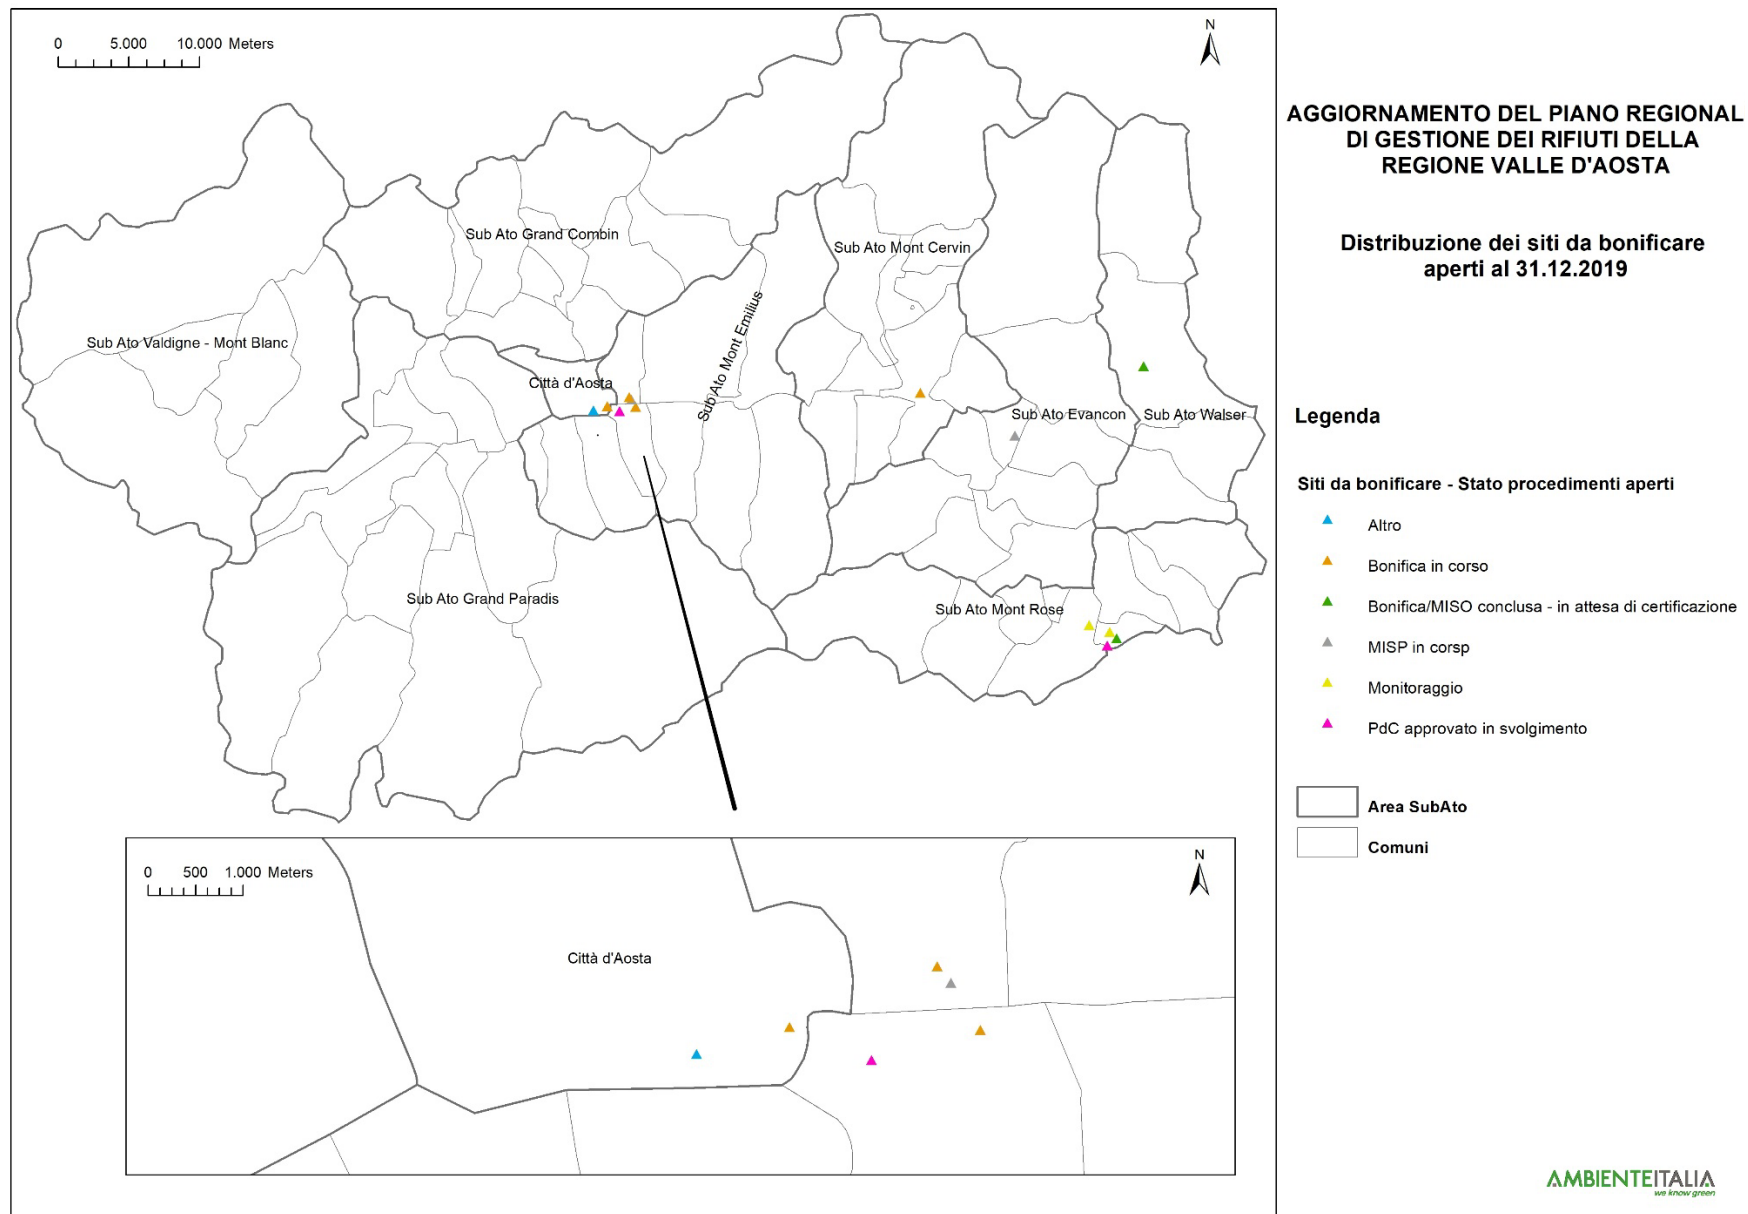 0 5.000 10.000 Meters
N
Sub Ato Grand Combin
Sub Ato Mont Cervin
Sub Ato Valdigne - Mont Blanc
Sub Ato Mont Emilius
Città d'Aosta
Sub Ato Evancon
Sub Ato Walser
Sub Ato Grand Paradis
Sub Ato Mont Rose
0 500 1.000 Meters
N
Città d'Aosta
AGGIORNAMENTO DEL PIANO REGIONAL
DI GESTIONE DEI RIFIUTI DELLA
REGIONE VALLE D'AOSTA
Distribuzione dei siti da bonificare
aperti al 31.12.2019
Legenda
Siti da bonificare - Stato procedimenti aperti
Altro
Bonifica in corso
Bonifica/MISO conclusa - in attesa di certificazione
MISP in corsp
Monitoraggio
PdC approvato in svolgimento
Area SubAto
Comuni
AMBIENTEITALIA
we know green